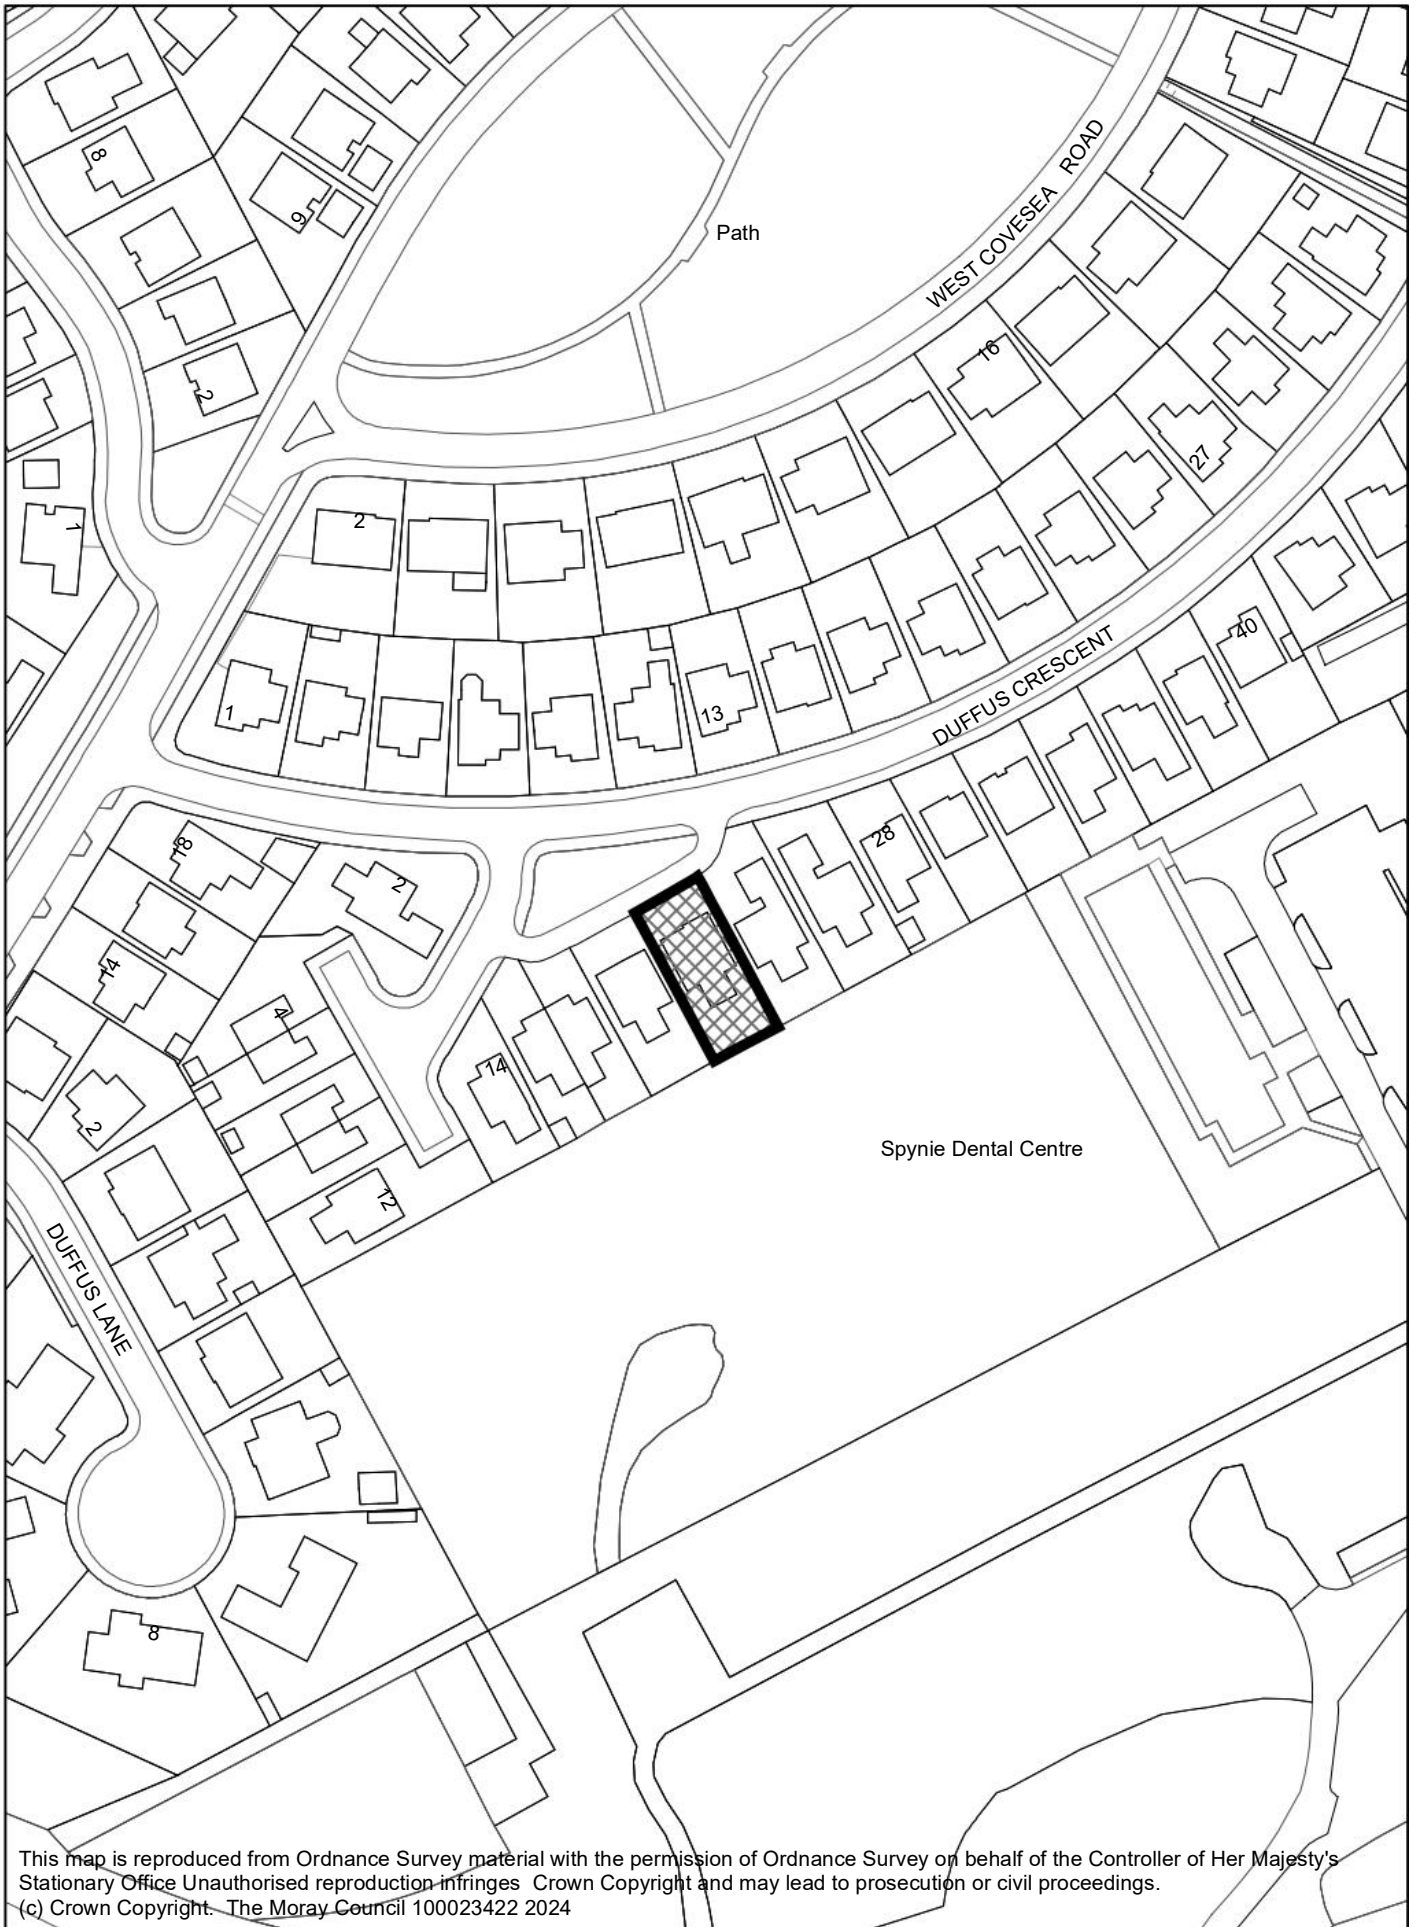 8
9
2
1
Path
WEST COVESEA ROAD
16
27
2
1
13
DUFFUS CRESCENT
40
28
18
2
14
4
14
2
12
Spynie Dental Centre
DUFFUS LANE
8
This map is reproduced from Ordnance Survey material with the permission of Ordnance Survey on behalf of the Controller of Her Majesty's
Stationary Office Unauthorised reproduction infringes Crown Copyright and may lead to prosecution or civil proceedings.
(c) Crown Copyright. The Moray Council 100023422 2024